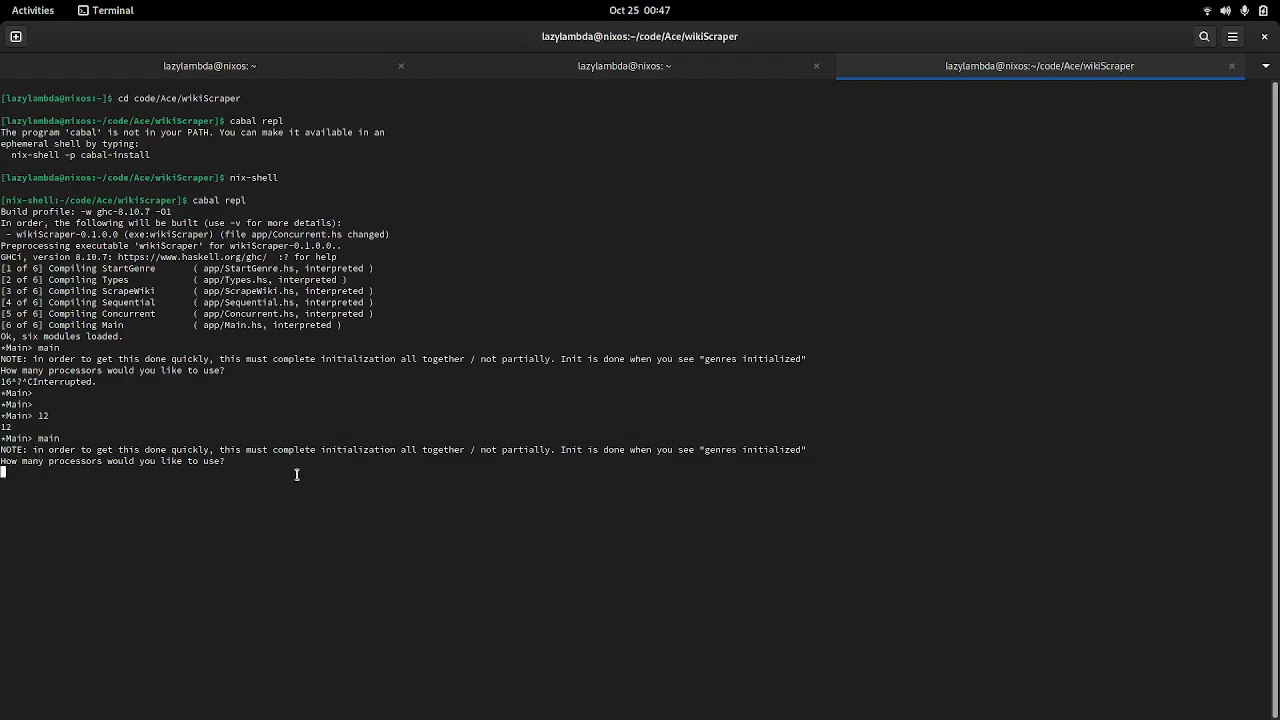 Activities
Terminal
Oct 25 00:47
lazylambda@nixos:~/code/Ace/wikiScraper
lazylambda@nixos: ~
lazylambda@nixos: ~
lazylambda@nixos:~/code/Ace/wikiScraper
[lazylambda@nixos:~]$ cd code/Ace/wikiScraper
[lazylambda@nixos:~/code/Ace/wikiScraper]$ cabal repl
The program 'cabal' is not in your PATH. You can make it available in an
ephemeral shell by typing:
  nix-shell -p cabal-install
[lazylambda@nixos:~/code/Ace/wikiScraper]$ nix-shell
[nix-shell:~/code/Ace/wikiScraper]$ cabal repl
Build profile: -w ghc-8.10.7 -O1
In order, the following will be built (use -v for more details):
 - wikiScraper-0.1.0.0 (exe:wikiScraper) (file app/Concurrent.hs changed)
Preprocessing executable 'wikiScraper' for wikiScraper-0.1.0.0..
GHCi, version 8.10.7: https://www.haskell.org/ghc/  :? for help
[1 of 6] Compiling StartGenre       ( app/StartGenre.hs, interpreted )
[2 of 6] Compiling Types            ( app/Types.hs, interpreted )
[3 of 6] Compiling ScrapeWiki       ( app/ScrapeWiki.hs, interpreted )
[4 of 6] Compiling Sequential       ( app/Sequential.hs, interpreted )
[5 of 6] Compiling Concurrent       ( app/Concurrent.hs, interpreted )
[6 of 6] Compiling Main             ( app/Main.hs, interpreted )
Ok, six modules loaded.
*Main> main
NOTE: in order to get this done quickly, this must complete initialization all together / not partially. Init is done when you see "genres initialized"
How many processors would you like to use?
16^?^CInterrupted.
*Main>
*Main>
*Main> 12
12
*Main> main
NOTE: in order to get this done quickly, this must complete initialization all together / not partially. Init is done when you see "genres initialized"
How many processors would you like to use?